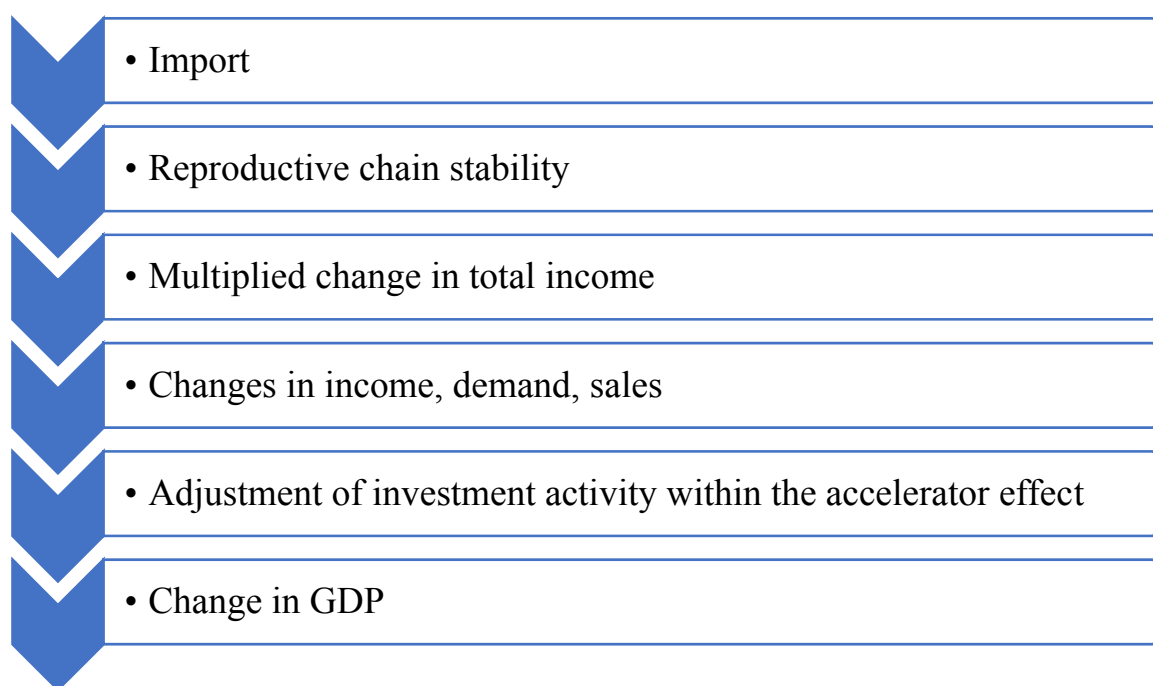 • Import
• Reproductive chain stability
• Multiplied change in total income
• Changes in income, demand, sales
• Adjustment of investment activity within the accelerator effect
• Change in GDP